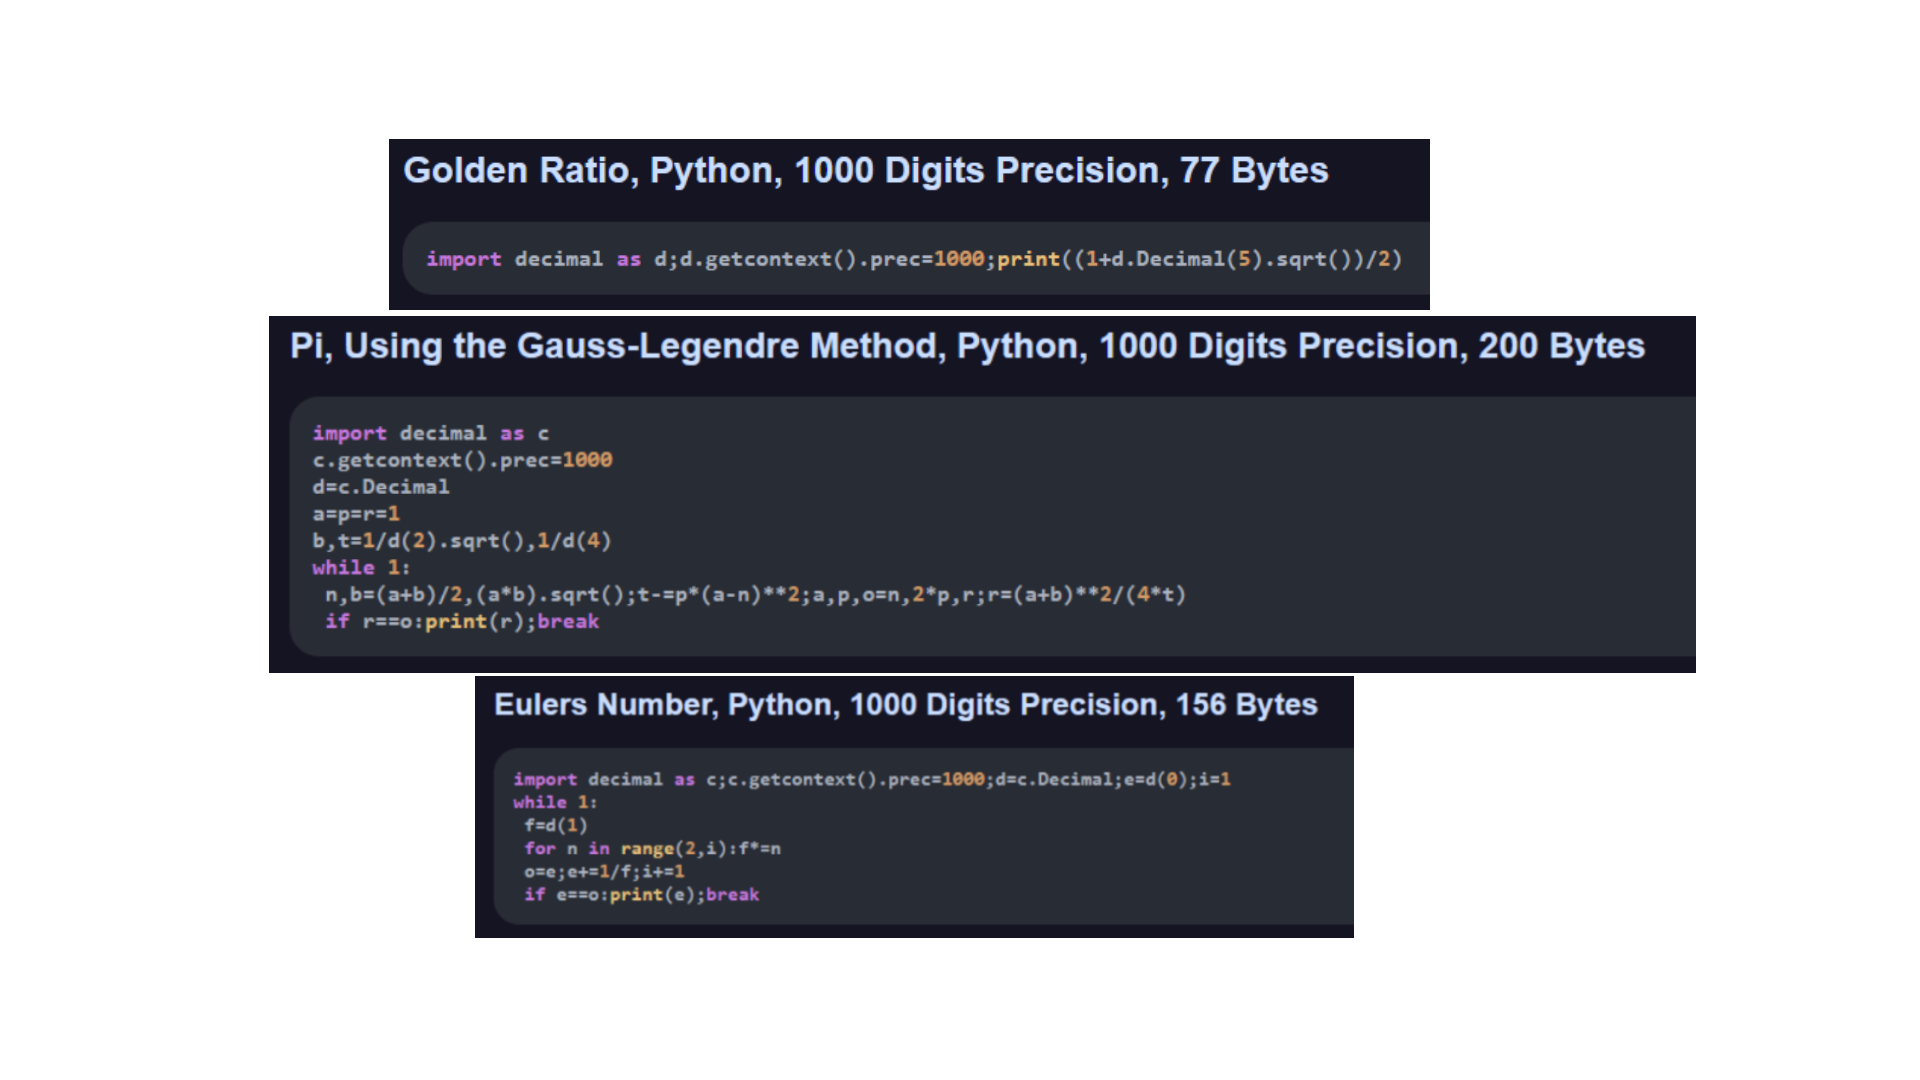 Golden Ratio, Python, 1000 Digits Precision, 77 Bytes
import decimal as d;d.getcontext().prec=1000;print((1+d.Decimal(5).sqrt())/2)
Pi, Using the Gauss-Legendre Method, Python, 1000 Digits Precision, 200 Bytes
import decimal as c
c.getcontext().prec=1000
d=c.Decimal
a=p=r=1
b,t=1/d(2).sqrt(),1/d(4)
while 1:
 n,b=(a+b)/2,(a*b).sqrt();t-=p*(a-n)**2;a,p,o=n,2*p,r;r=(a+b)**2/(4*t)
 if r==o:print(r);break
Eulers Number, Python, 1000 Digits Precision, 156 Bytes
import decimal as c;c.getcontext().prec=1000;d=c.Decimal;e=d(0);i=1
while 1:
 f=d(1)
 for n in range(2,i):f*=n
 o=e;e+=1/f;i+=1
 if e==o:print(e);break